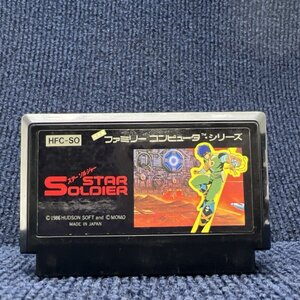 HFC-SO
ファミリーコンピュータ・シリーズ
スターソルジャー
STAR
SOLDIER
©1986 HUDSON SOFT and ©MOMO
MADE IN JAPAN